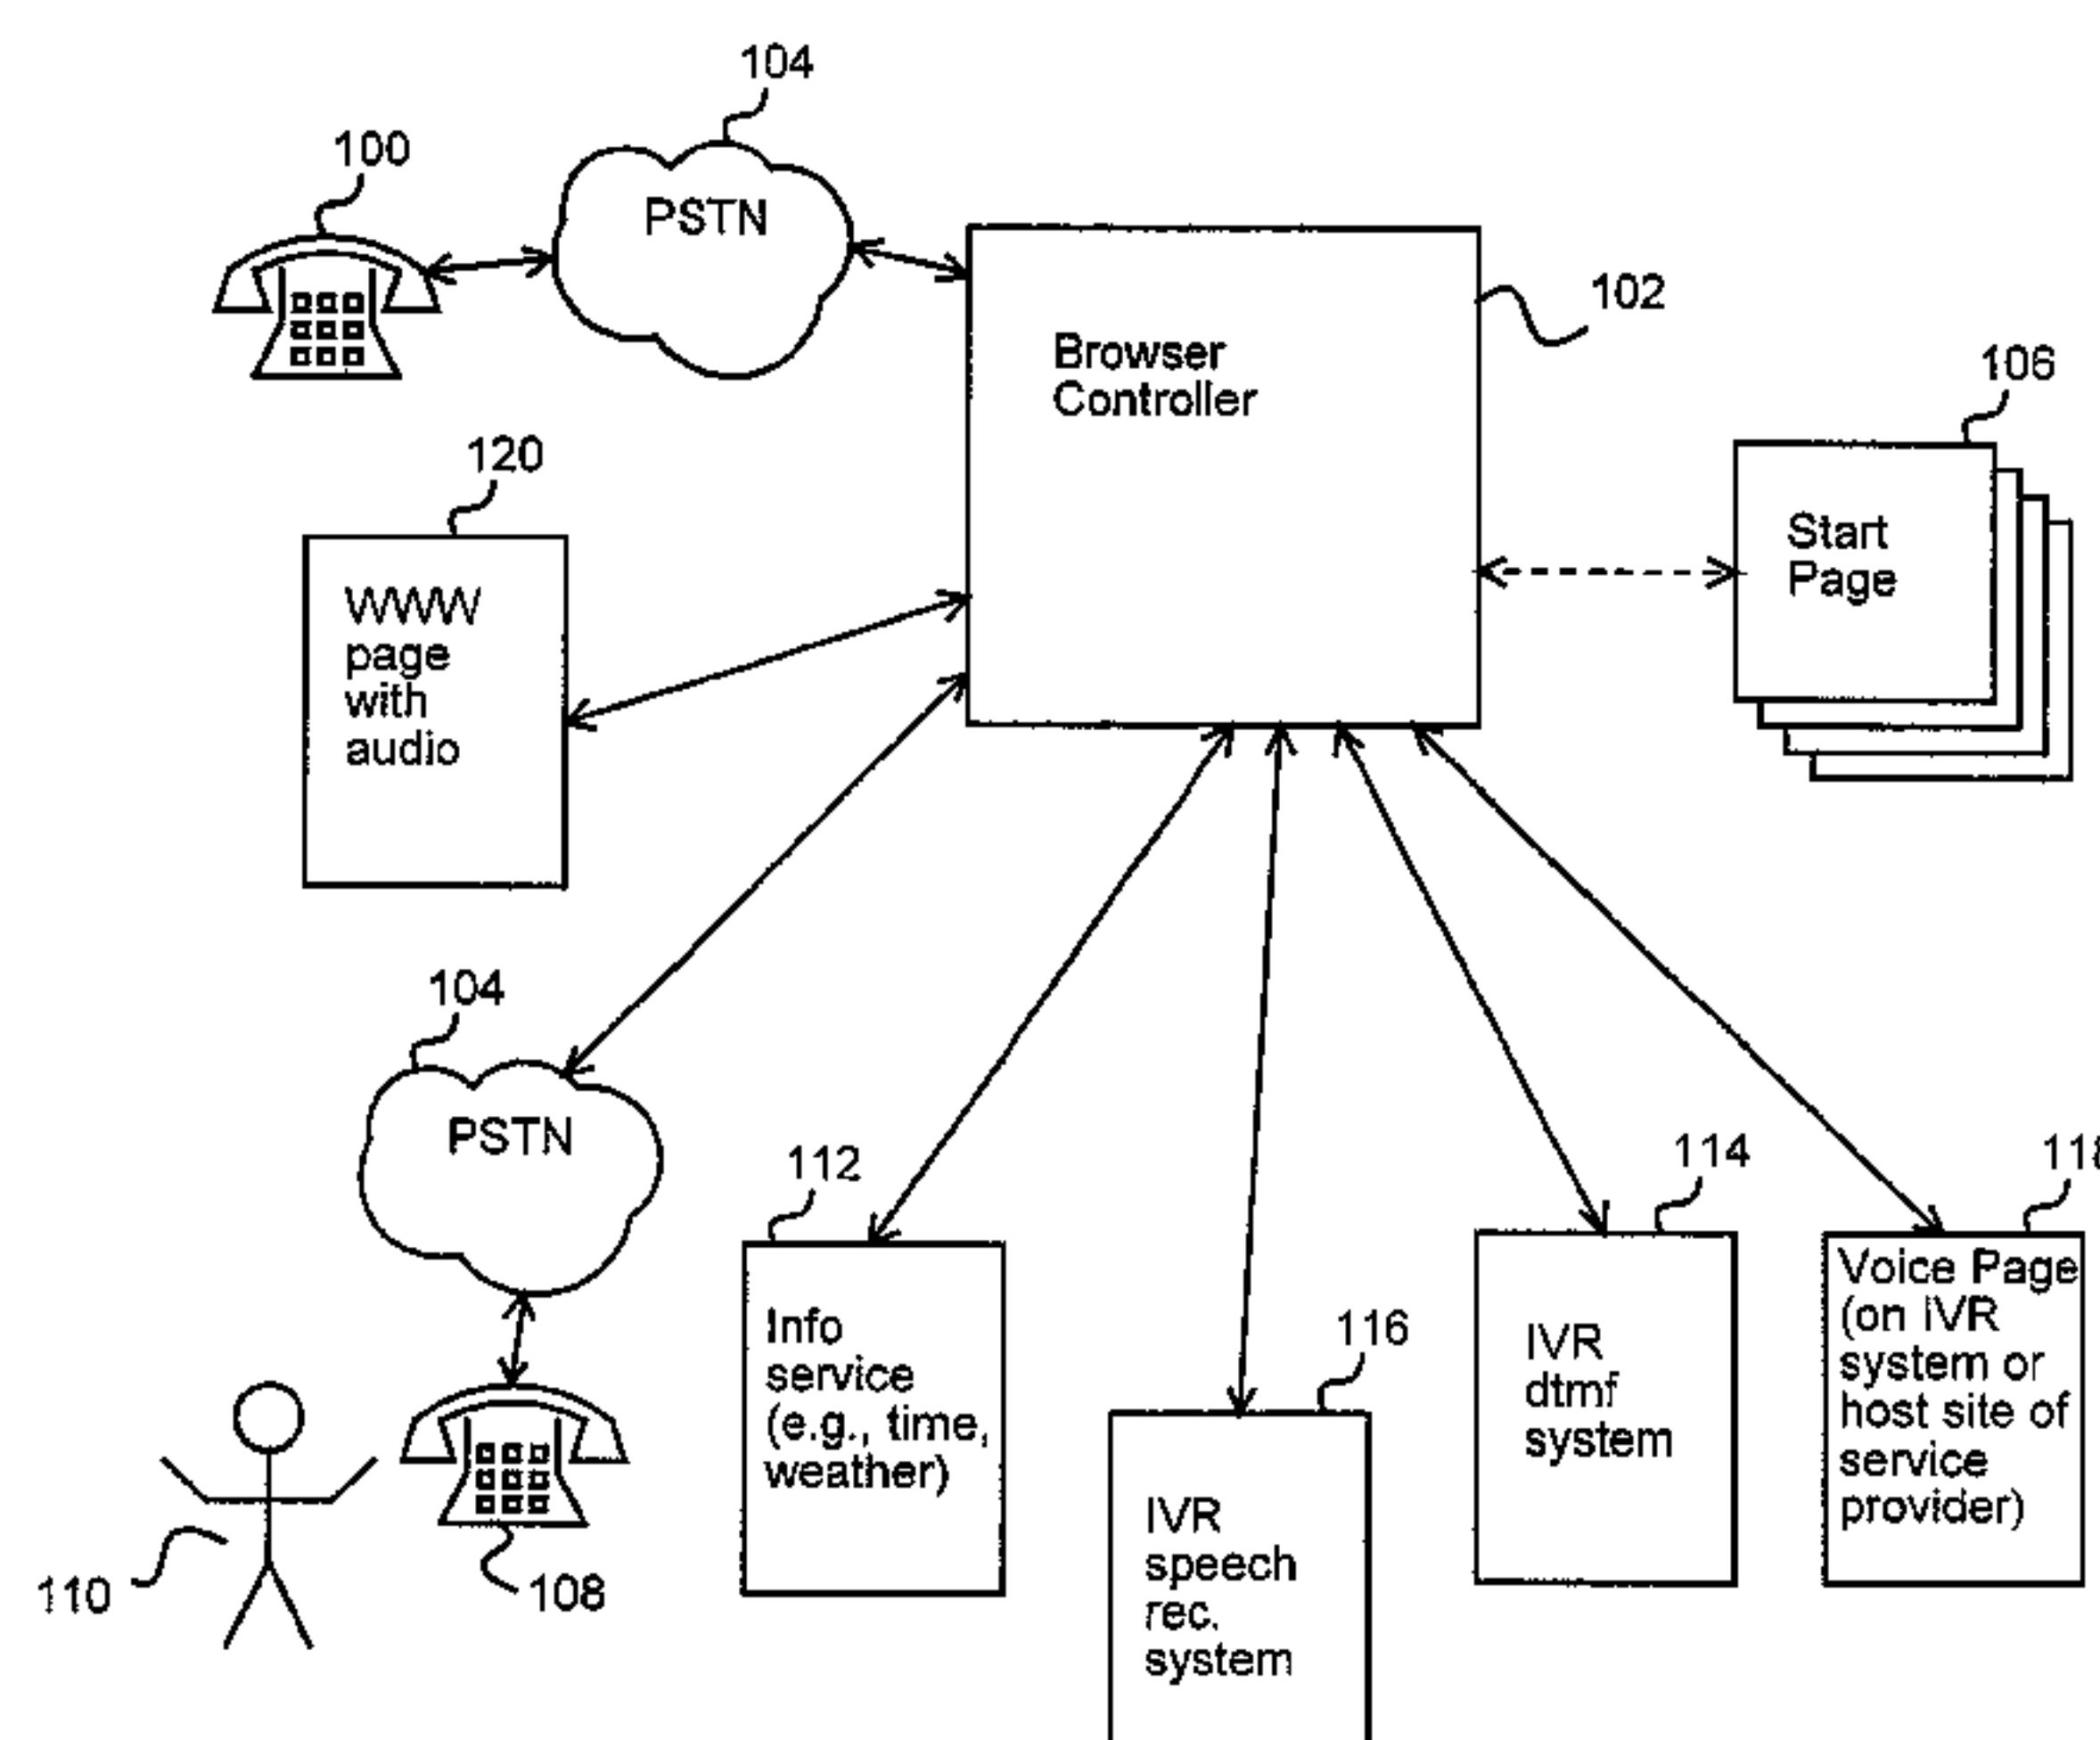 104
100
PSTN
102
Browser
Controller
106
120
Start
Page
WWW
page
with
audio
104
PSTN
112
114
Info
service
(e.g., time,
weather)
116
IVR
dtmf
system
Voice Page
(on IVR
system or
host site of
service
provider)
IVR
speech
rec.
system
110
108